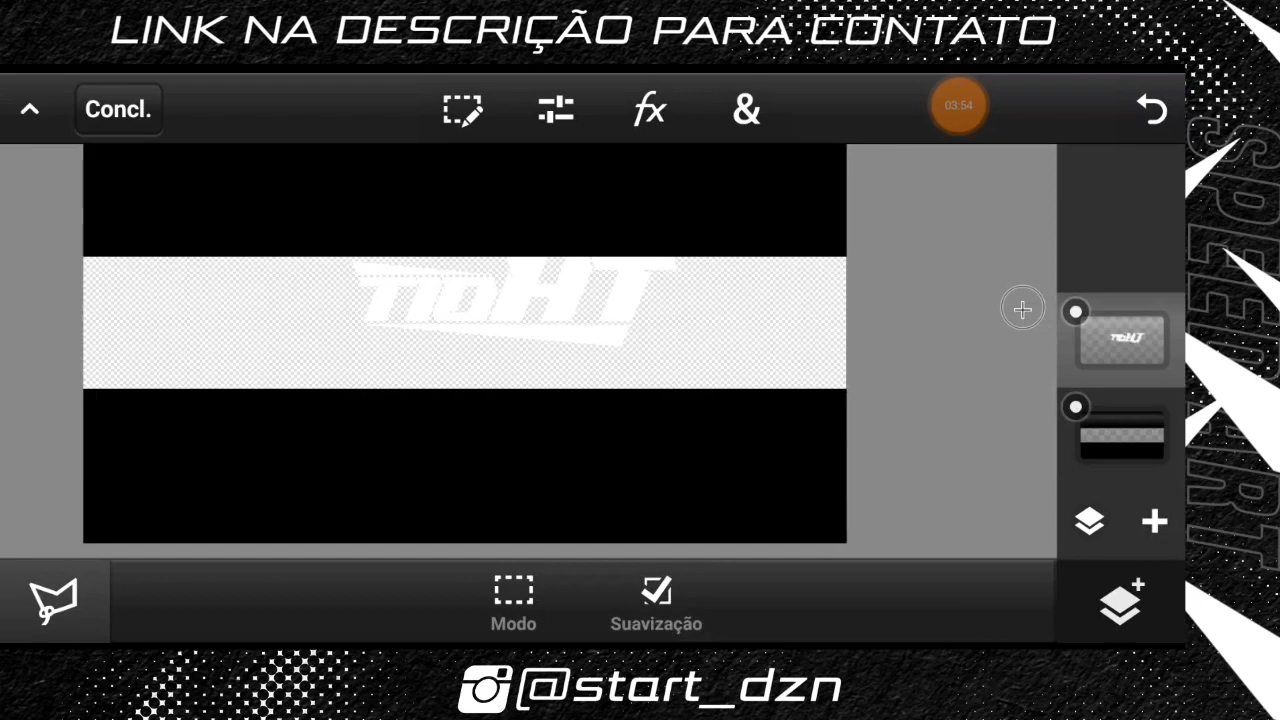 LINK NA DESCRIÇÃO PARA CONTATO
Concl.
fx
&
03:54
Modo
Suavização
@start_dzn